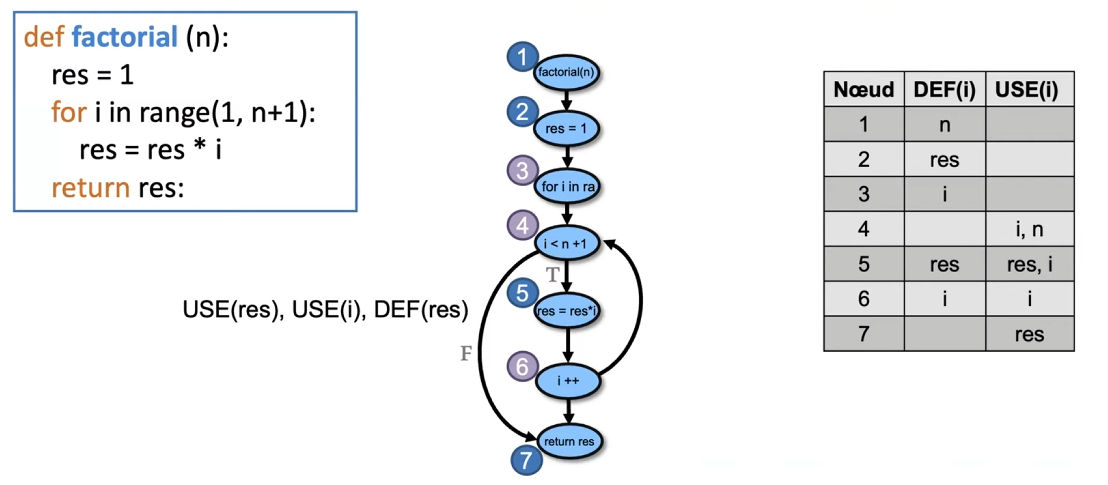 def factorial (n):
res = 1
for i in range(1, n+1):
res = res * i
return res:
1
factorial(n)
2
res = 1
3
for i in ra
4
i < n +1
T
5
res = res*i
USE(res), USE(i), DEF(res)
F
6
i ++
return res
7
Nœud DEF(i) USE(i)
1 n
2 res
3 i
4 i, n
5 res res, i
6 i i
7 res